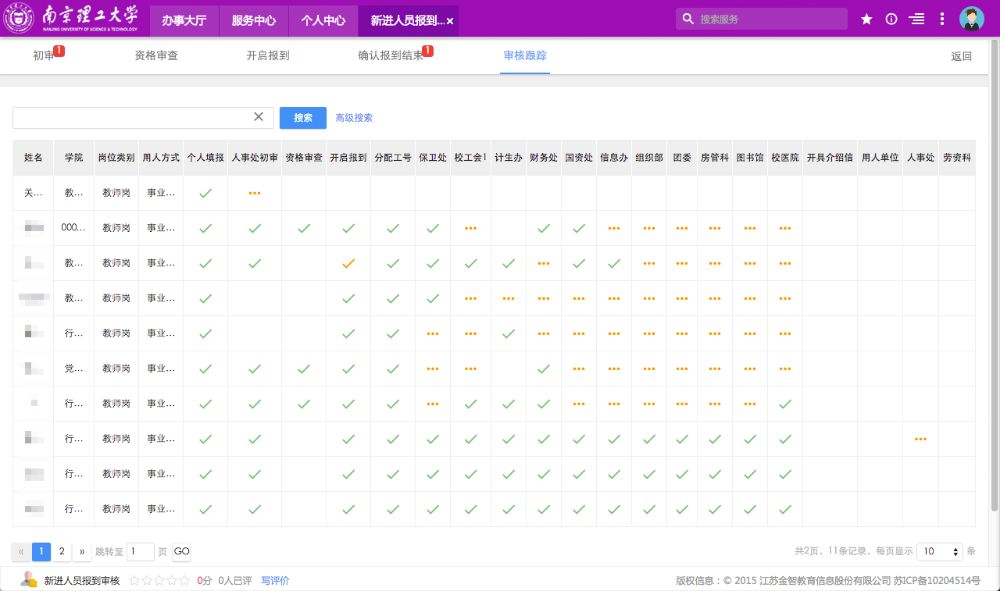 南京理工大学 办事大厅 服务中心 个人中心 新进人员报到... × 搜索服务
NANJING UNIVERSITY OF SCIENCE & TECHNOLOGY
初审 1 资格审查 开启报到 确认报到结束 1 审核跟踪 返回
搜索 高级搜索
姓名 学院 岗位类别 用人方式 个人填报 人事处初审 资格审查 开启报到 分配工号 保卫处 校工会1 计生办 财务处 国资处 信息办 组织部 团委 房管科 图书馆 校医院 开具介绍信 用人单位 人事处 劳资科
关... 教... 教师岗 事业...
000... 教师岗 事业...
教... 教师岗 事业...
教... 教师岗 事业...
行... 教师岗 事业...
党... 教师岗 事业...
行... 教师岗 事业...
行... 教师岗 事业...
行... 教师岗 事业...
行... 教师岗 事业...
« 1 2 » 跳转至 1 页 GO 共2页，11条记录，每页显示 10 条
新进人员报到审核 0分 0人已评 写评价 版权信息：© 2015 江苏金智教育信息股份有限公司 苏ICP备10204514号